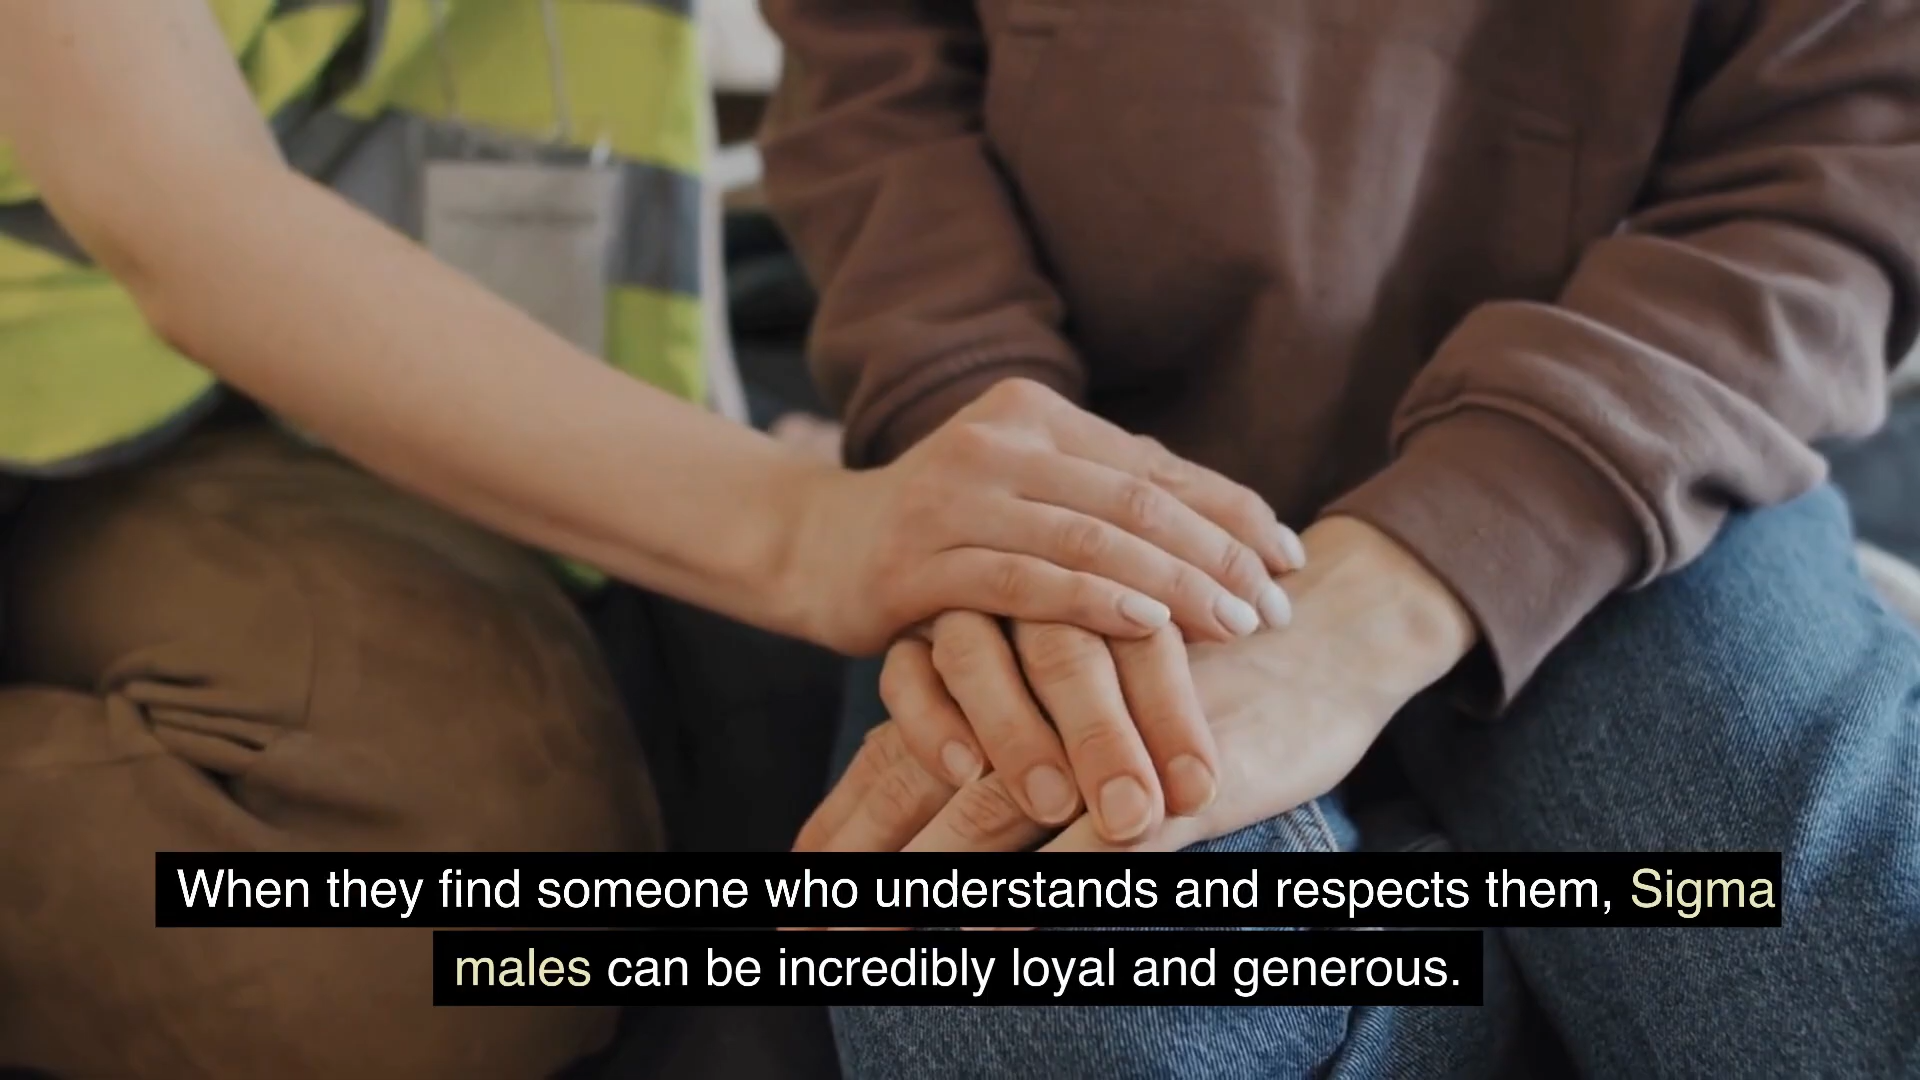 When they find someone who understands and respects them, Sigma
males can be incredibly loyal and generous.